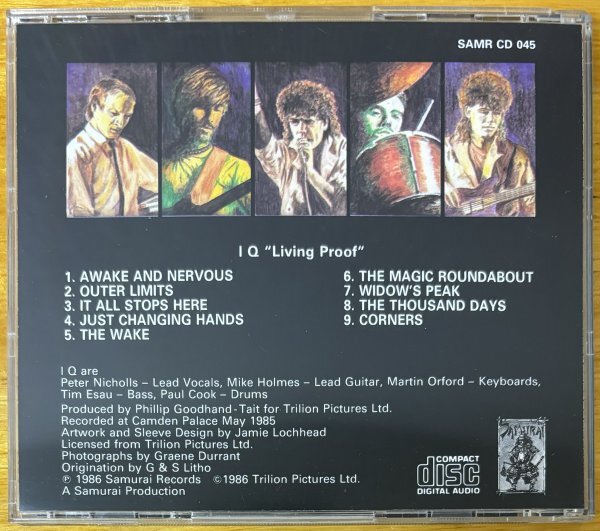 SAMR CD 045
I Q "Living Proof"
1. AWAKE AND NERVOUS
2. OUTER LIMITS
3. IT ALL STOPS HERE
4. JUST CHANGING HANDS
5. THE WAKE
6. THE MAGIC ROUNDABOUT
7. WIDOW'S PEAK
8. THE THOUSAND DAYS
9. CORNERS
I Q are
Peter Nicholls – Lead Vocals, Mike Holmes – Lead Guitar, Martin Orford – Keyboards,
Tim Esau – Bass, Paul Cook – Drums
Produced by Phillip Goodhand-Tait for Trilion Pictures Ltd.
Recorded at Camden Palace May 1985
Artwork and Sleeve Design by Jamie Lochhead
Licensed from Trilion Pictures Ltd.
Photographs by Graene Durrant
Origination by G & S Litho
℗ 1986 Samurai Records ©1986 Trilion Pictures Ltd.
A Samurai Production
COMPACT
disc
DIGITAL AUDIO
SAMURAI